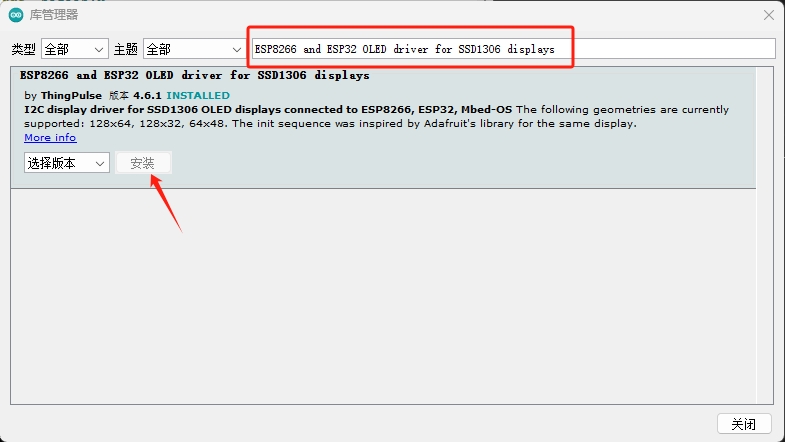 库管理器
类型 全部 主题 全部 ESP8266 and ESP32 OLED driver for SSD1306 displays
ESP8266 and ESP32 OLED driver for SSD1306 displays
by ThingPulse 版本 4.6.1 INSTALLED
I2C display driver for SSD1306 OLED displays connected to ESP8266, ESP32, Mbed-OS The following geometries are currently
supported: 128x64, 128x32, 64x48. The init sequence was inspired by Adafruit's library for the same display.
More info
选择版本 安装
关闭